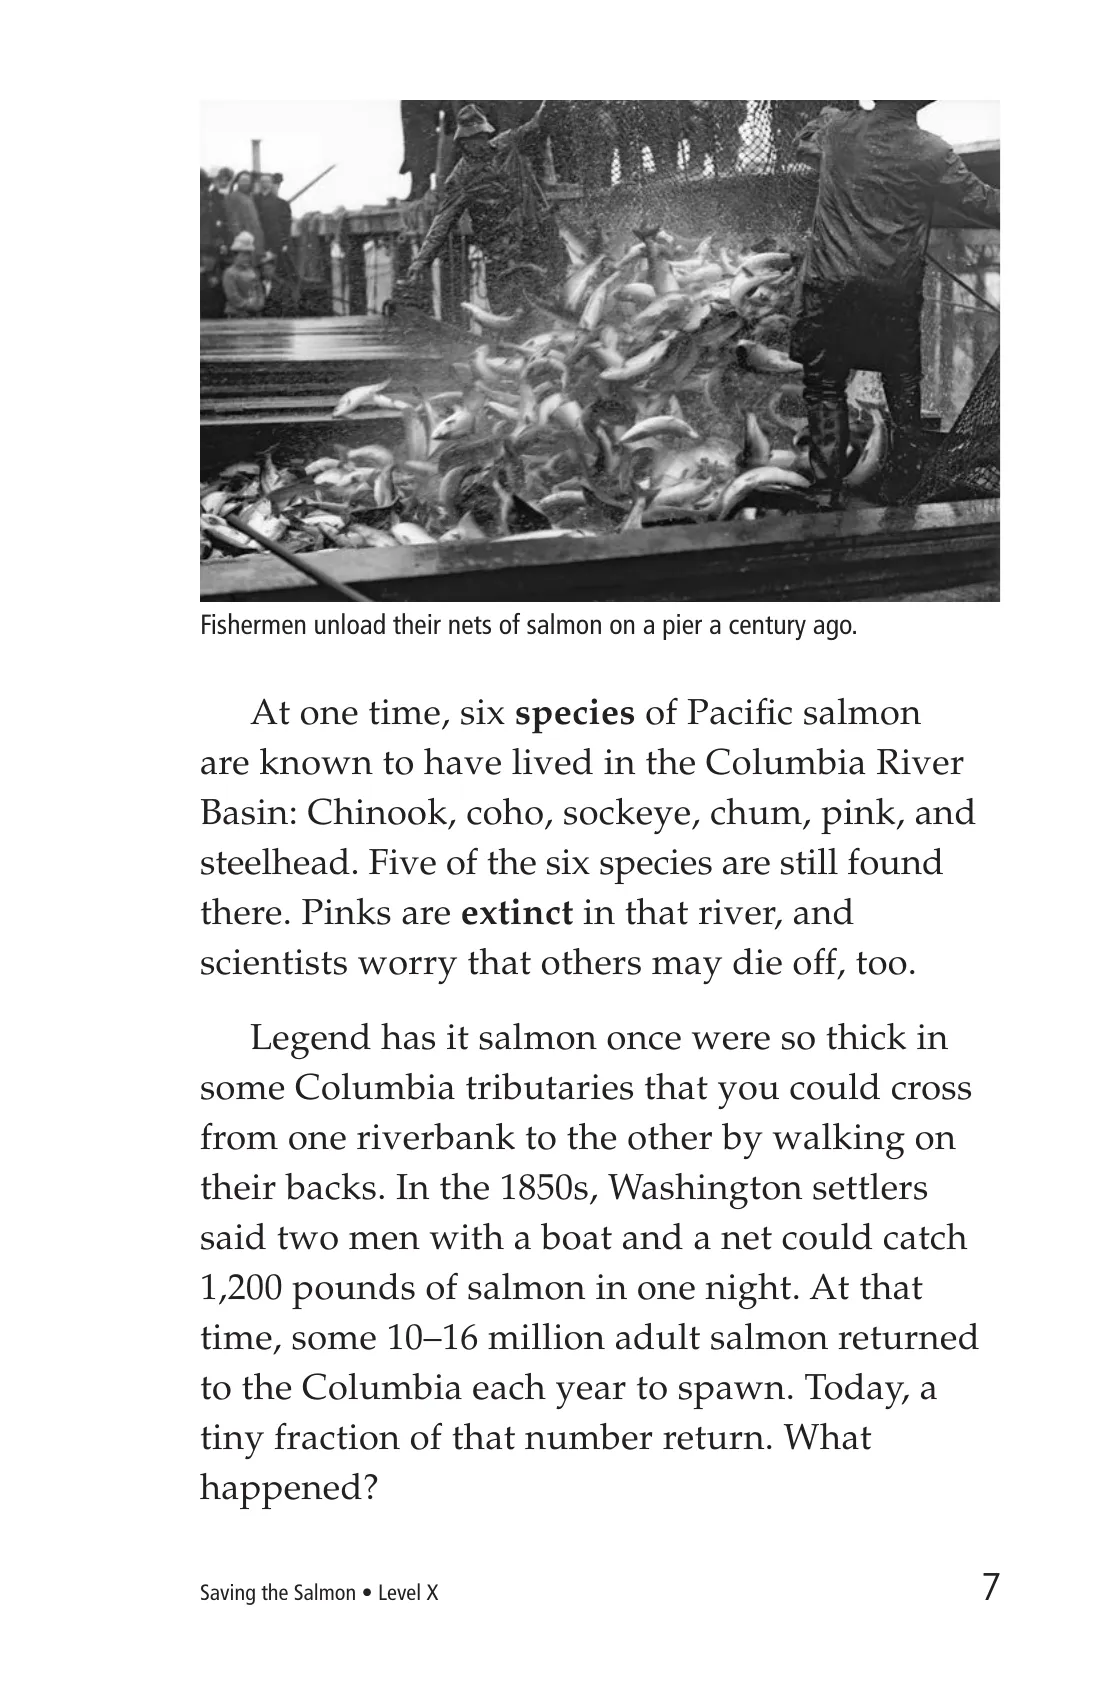 Fishermen unload their nets of salmon on a pier a century ago.
At one time, six species of Pacific salmon
are known to have lived in the Columbia River
Basin: Chinook, coho, sockeye, chum, pink, and
steelhead. Five of the six species are still found
there. Pinks are extinct in that river, and
scientists worry that others may die off, too.
Legend has it salmon once were so thick in
some Columbia tributaries that you could cross
from one riverbank to the other by walking on
their backs. In the 1850s, Washington settlers
said two men with a boat and a net could catch
1,200 pounds of salmon in one night. At that
time, some 10–16 million adult salmon returned
to the Columbia each year to spawn. Today, a
tiny fraction of that number return. What
happened?
Saving the Salmon • Level X
7